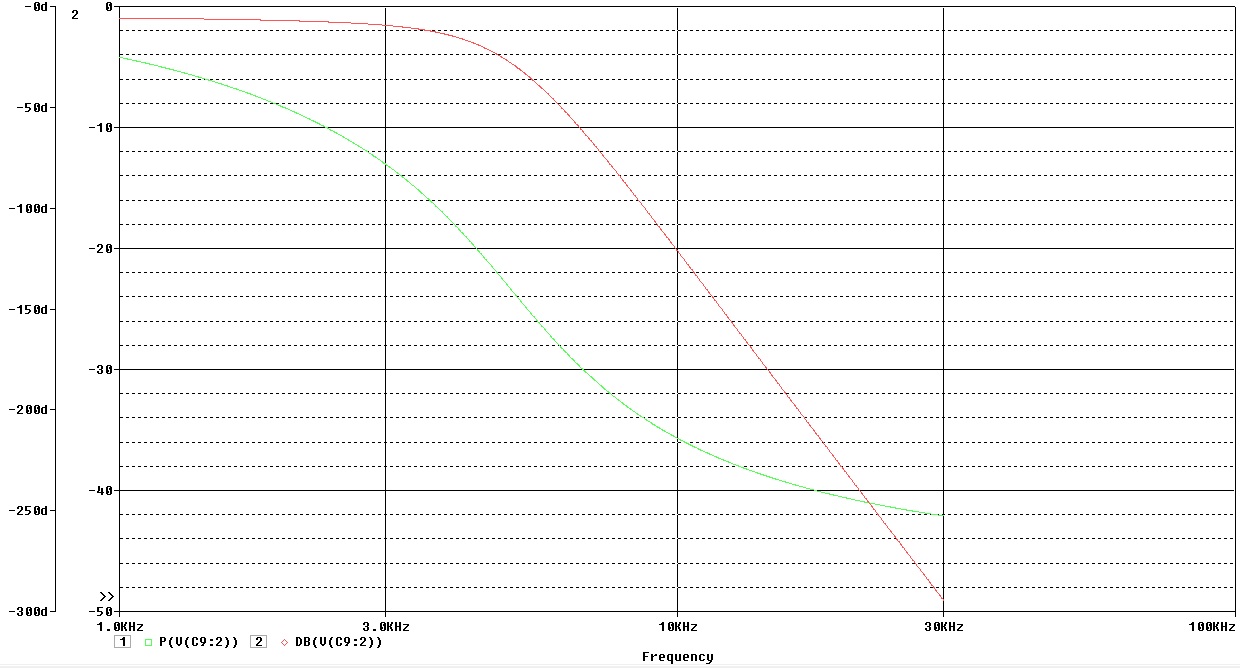 -0d
-50d
-100d
-150d
-200d
-250d
-300d
2
0
-10
-20
-30
-40
>>
-50
1.0KHz 3.0KHz 10KHz 30KHz 100KHz
1 P(V(C9:2)) 2 DB(V(C9:2))
Frequency